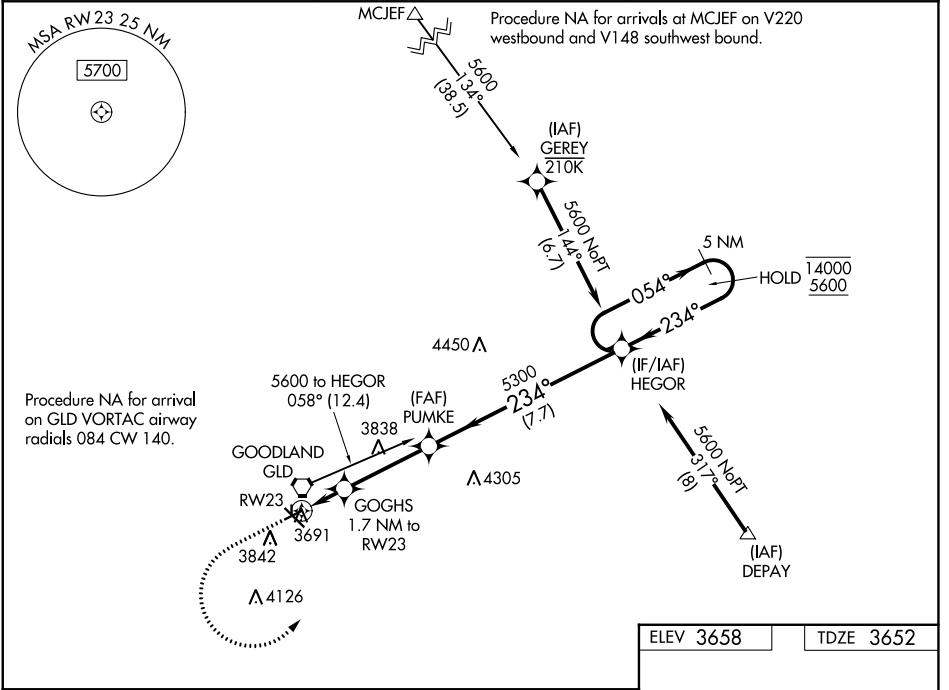 MSA RW 23 25 NM
5700
MCJEF
Procedure NA for arrivals at MCJEF on V220
westbound and V148 southwest bound.
5600
134°
(38.5)
(IAF)
GEREY
210K
5600 NoPT
144°
(6.7)
5 NM
054°
HOLD
14000
5600
234°
(IF/IAF)
HEGOR
4450
5300
234°
(7.7)
5600 to HEGOR
058° (12.4)
(FAF)
PUMKE
Procedure NA for arrival
on GLD VORTAC airway
radials 084 CW 140.
3838
GOODLAND
GLD
4305
5600 NoPT
317°
(8)
RW23
GOGHS
1.7 NM to
RW23
3691
3842
(IAF)
DEPAY
4126
ELEV 3658
TDZE 3652